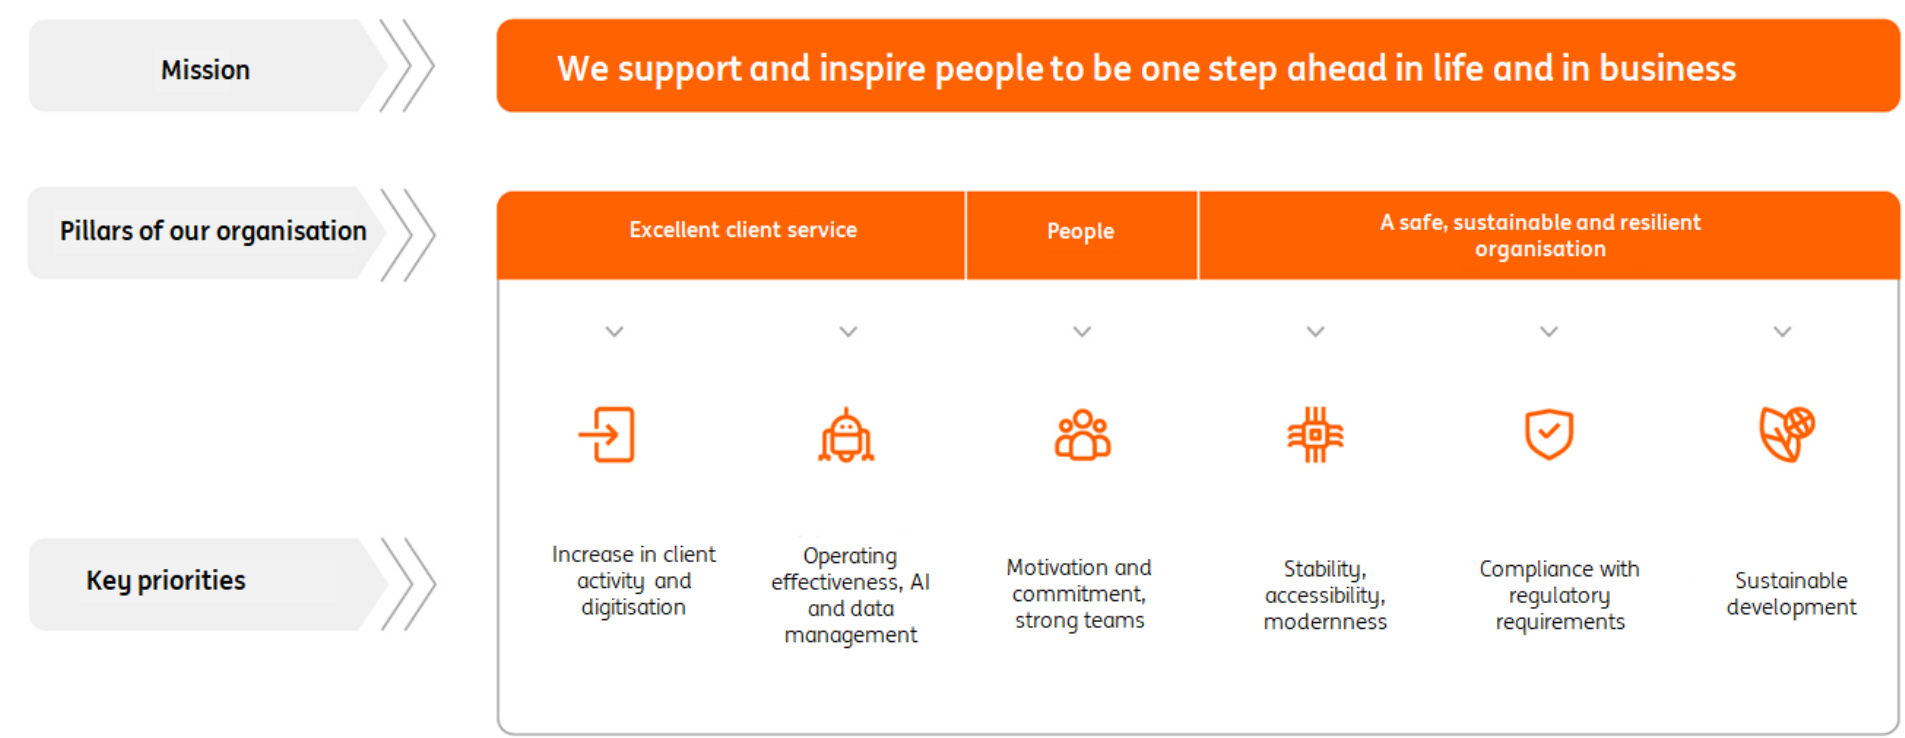 Mission
We support and inspire people to be one step ahead in life and in business
Pillars of our organisation
Excellent client service
People
A safe, sustainable and resilient
organisation
Key priorities
Increase in client
activity and
digitisation
Operating
effectiveness, AI
and data
management
Motivation and
commitment,
strong teams
Stability,
accessibility,
modernness
Compliance with
regulatory
requirements
Sustainable
development